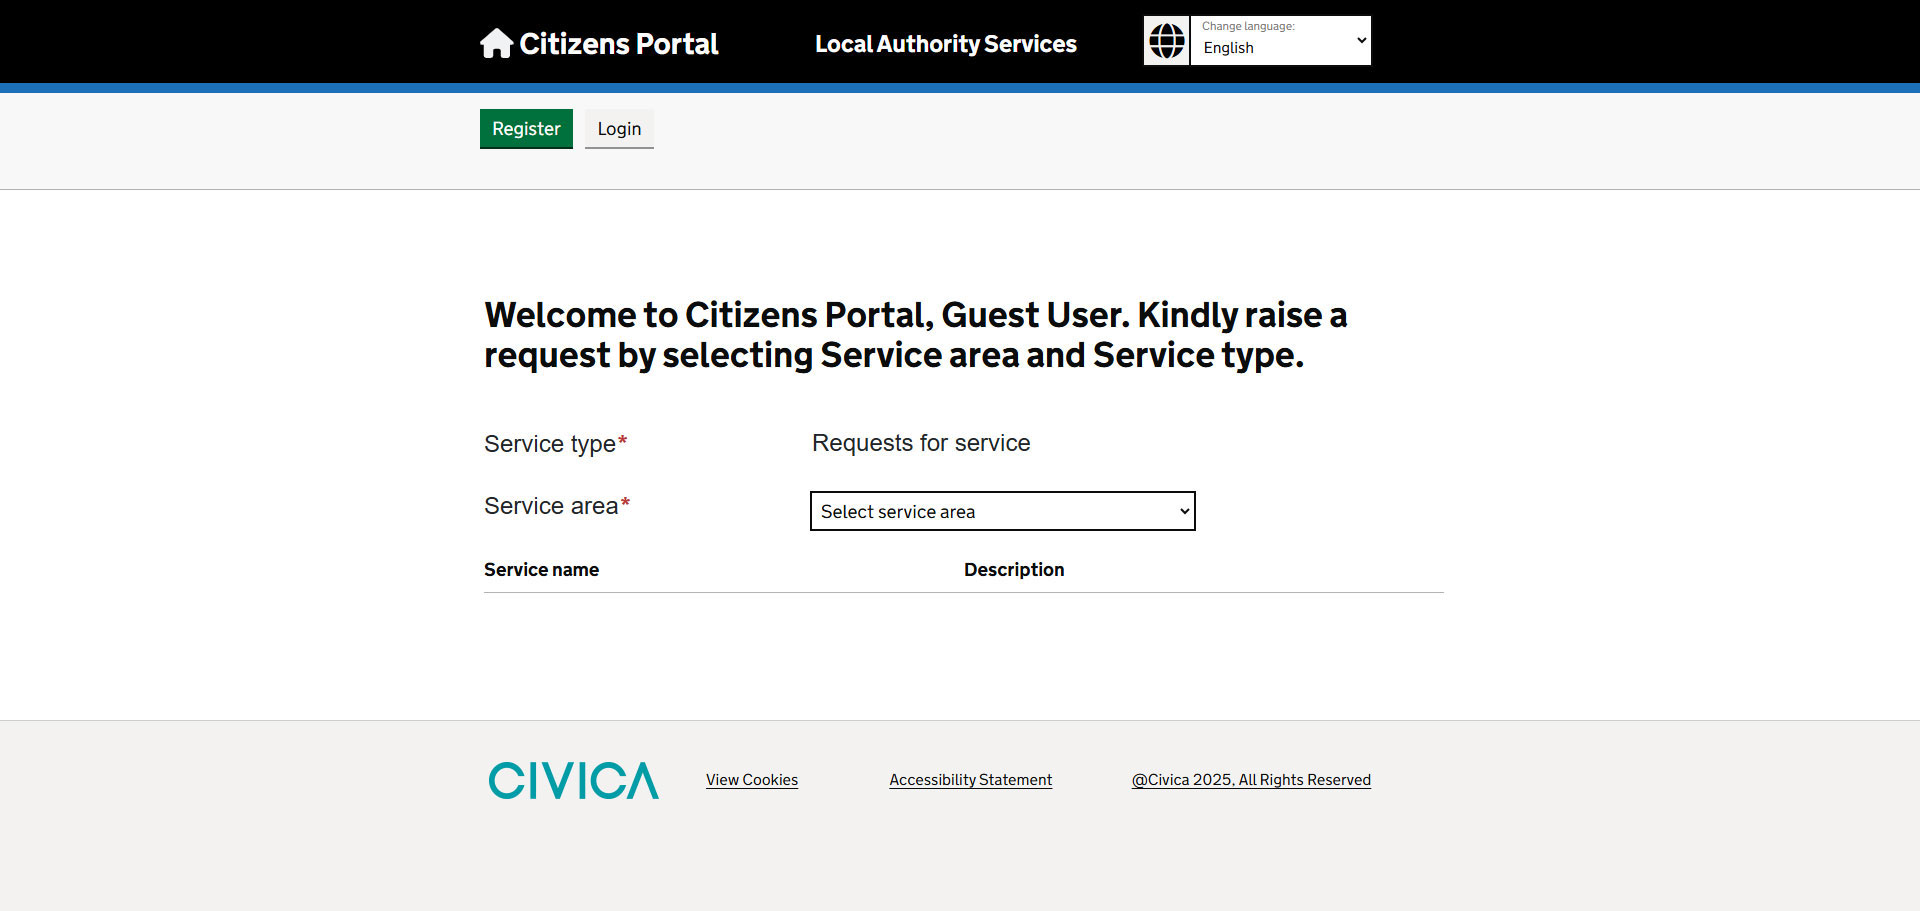 Citizens Portal
Local Authority Services
Change language:
English
Register
Login
Welcome to Citizens Portal, Guest User. Kindly raise a
request by selecting Service area and Service type.
Service type*
Requests for service
Service area*
Select service area
Service name
Description
CIVICA
View Cookies
Accessibility Statement
@Civica 2025, All Rights Reserved